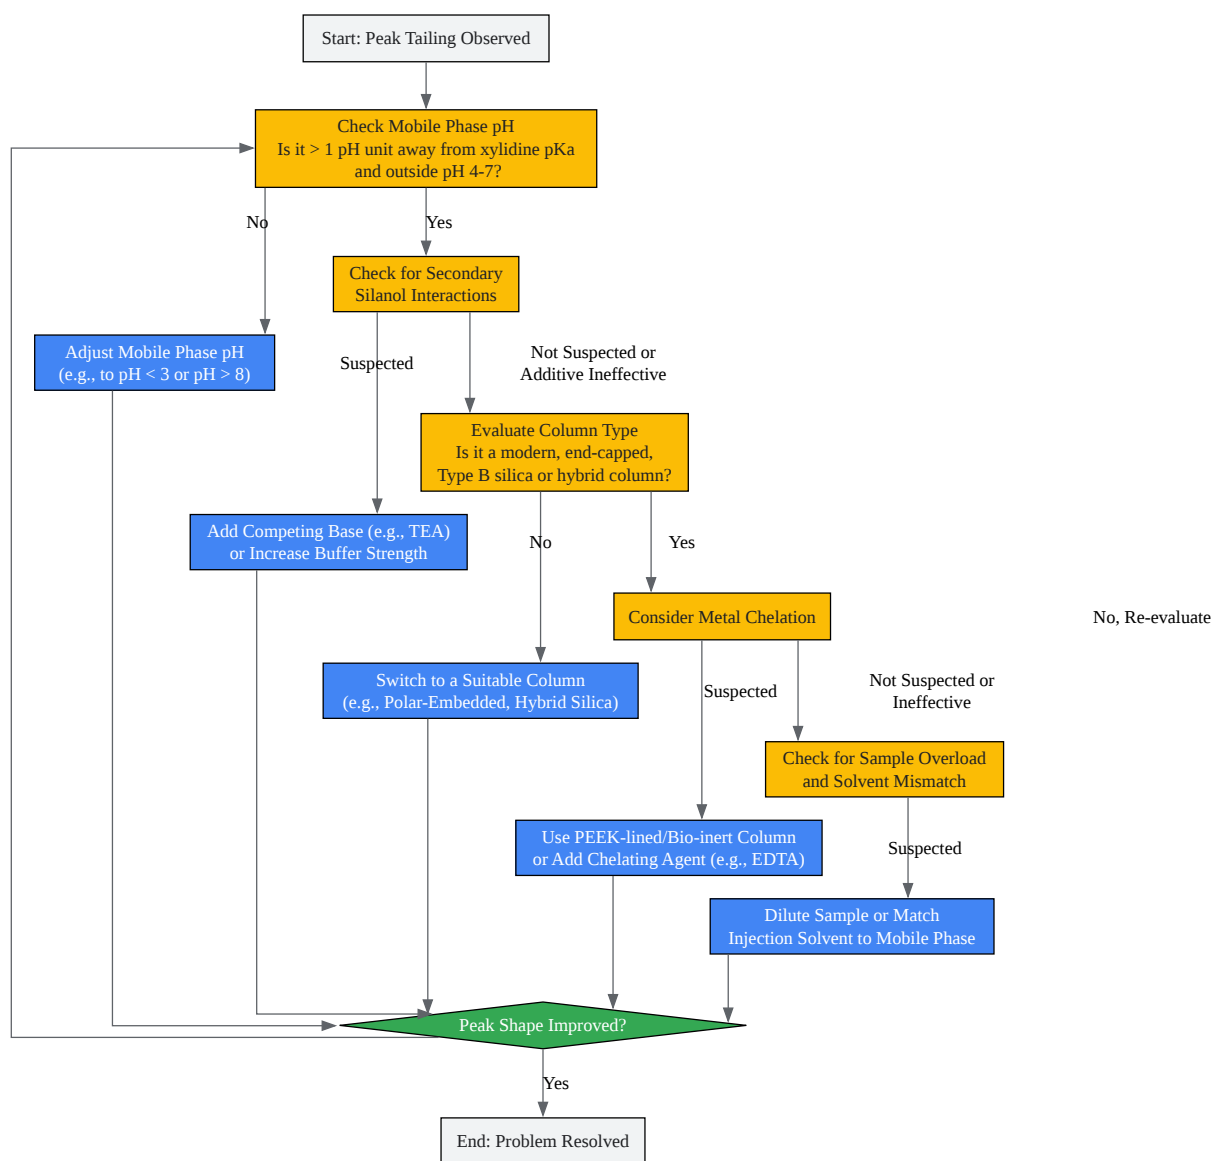 Start: Peak Tailing Observed
Check Mobile Phase pH
Is it > 1 pH unit away from xylidine pKa
and outside pH 4-7?
No
Yes
Check for Secondary
Silanol Interactions
Adjust Mobile Phase pH
(e.g., to pH < 3 or pH > 8)
Suspected
Not Suspected or
Additive Ineffective
Evaluate Column Type
Is it a modern, end-capped,
Type B silica or hybrid column?
Add Competing Base (e.g., TEA)
or Increase Buffer Strength
No
Yes
Consider Metal Chelation
No, Re-evaluate
Switch to a Suitable Column
(e.g., Polar-Embedded, Hybrid Silica)
Suspected
Not Suspected or
Ineffective
Check for Sample Overload
and Solvent Mismatch
Use PEEK-lined/Bio-inert Column
or Add Chelating Agent (e.g., EDTA)
Suspected
Dilute Sample or Match
Injection Solvent to Mobile Phase
Peak Shape Improved?
Yes
End: Problem Resolved